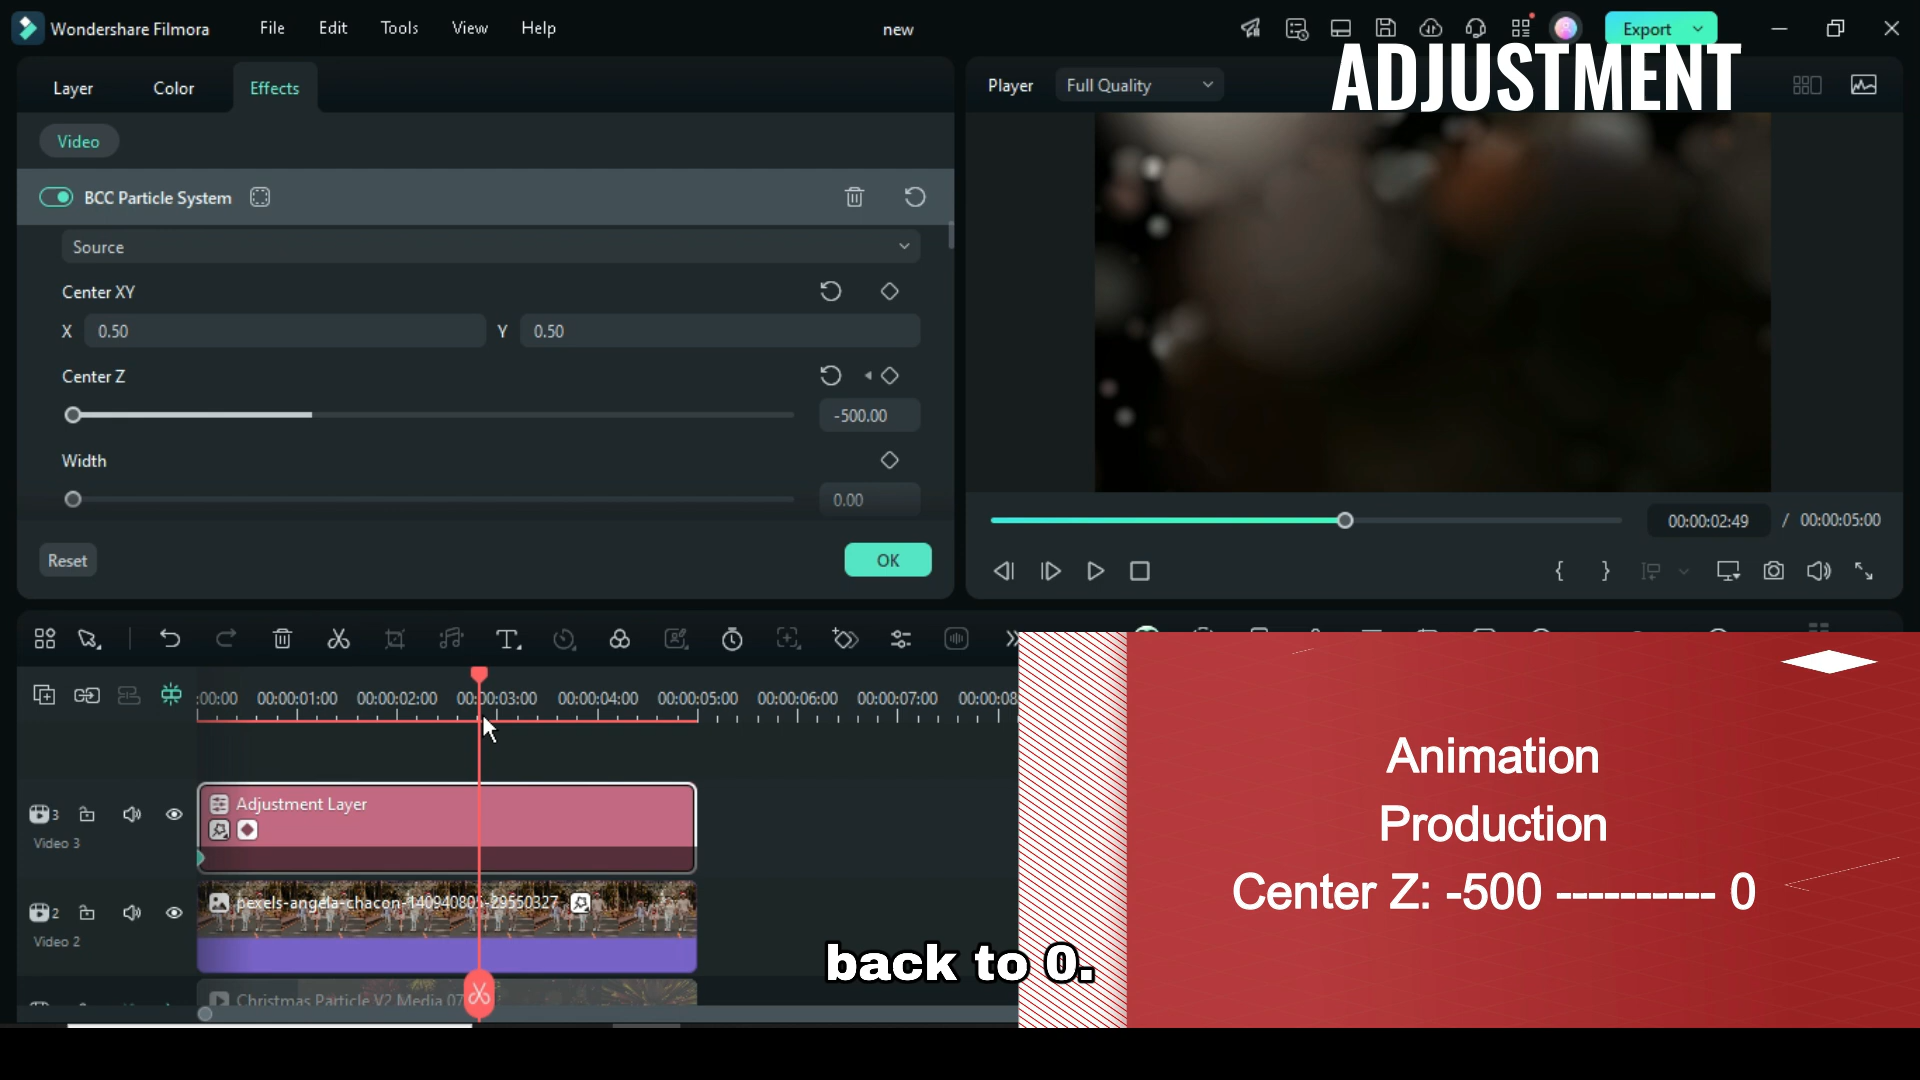 Wondershare Filmora
File
Edit
Tools
View
Help
new
Export
ADJUSTMENT
Layer
Color
Effects
Player
Full Quality
Video
BCC Particle System
Source
Center XY
X
0.50
Y
0.50
Center Z
-500.00
Width
0.00
Reset
OK
00:00:02:49
/
00:00:05:00
:00:00
00:00:01:00
00:00:02:00
00:00:03:00
00:00:04:00
00:00:05:00
00:00:06:00
00:00:07:00
00:00:08
Adjustment Layer
3
Video 3
pexels-angela-chacon-140940805-29550327
2
Video 2
Christmas Particle V2 Media 07
Animation
Production
Center Z: -500 ---------- 0
back to 0.